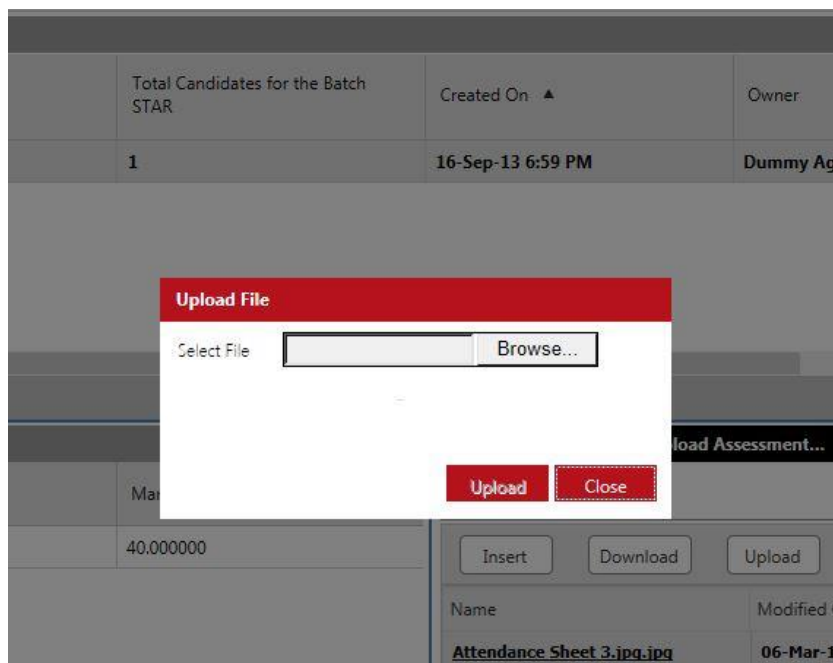 Total Candidates for the Batch
STAR
Created On ▲
Owner
1
16-Sep-13 6:59 PM
Dummy Ag
Upload File
Select File
Browse...
load Assessment...
Upload
Close
Mar
40.000000
Insert
Download
Upload
Name
Modified
Attendance Sheet 3.jpg.jpg
06-Mar-1